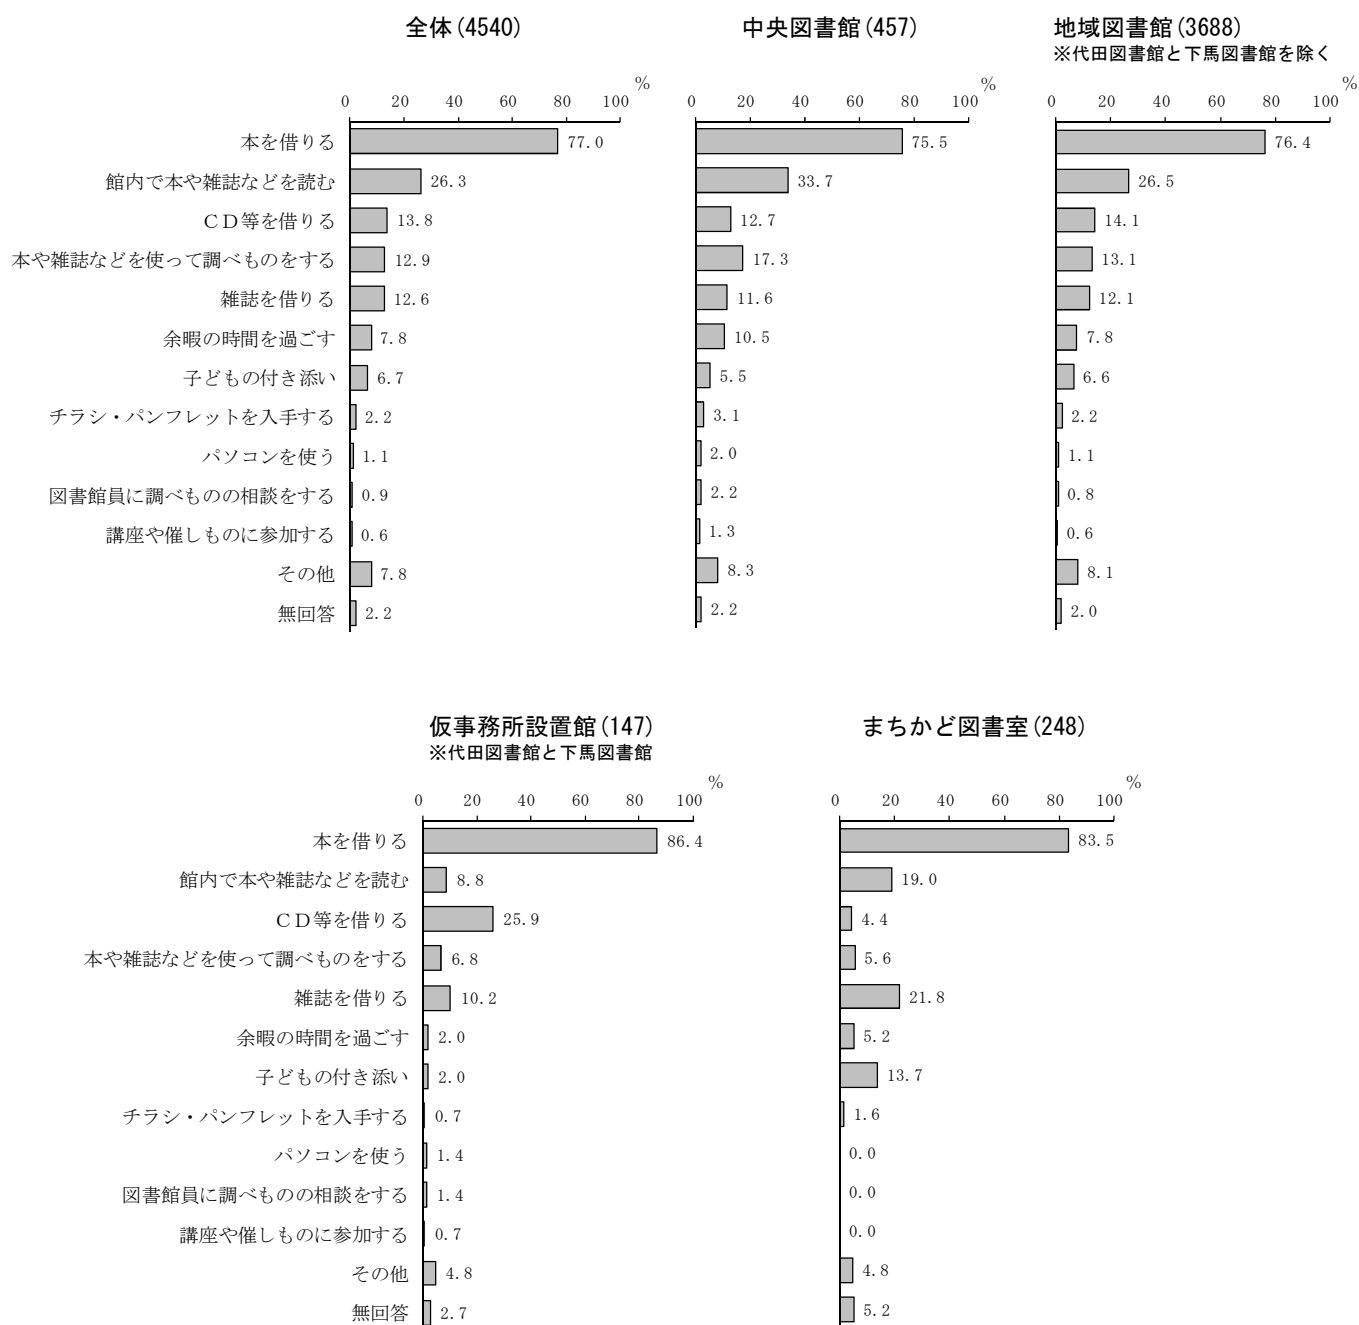 全体(4540)
中央図書館(457)
地域図書館(3688)
※代田図書館と下馬図書館を除く
% % %
0 20 40 60 80 100 0 20 40 60 80 100 0 20 40 60 80 100
本を借りる 77.0 75.5 76.4
館内で本や雑誌などを読む 26.3 33.7 26.5
CD等を借りる 13.8 12.7 14.1
本や雑誌などを使って調べものをする 12.9 17.3 13.1
雑誌を借りる 12.6 11.6 12.1
余暇の時間を過ごす 7.8 10.5 7.8
子どもの付き添い 6.7 5.5 6.6
チラシ・パンフレットを入手する 2.2 3.1 2.2
パソコンを使う 1.1 2.0 1.1
図書館員に調べものの相談をする 0.9 2.2 0.8
講座や催しものに参加する 0.6 1.3 0.6
その他 7.8 8.3 8.1
無回答 2.2 2.2 2.0
仮事務所設置館(147)
※代田図書館と下馬図書館
まちかど図書室(248)
% %
0 20 40 60 80 100 0 20 40 60 80 100
本を借りる 86.4 83.5
館内で本や雑誌などを読む 8.8 19.0
CD等を借りる 25.9 4.4
本や雑誌などを使って調べものをする 6.8 5.6
雑誌を借りる 10.2 21.8
余暇の時間を過ごす 2.0 5.2
子どもの付き添い 2.0 13.7
チラシ・パンフレットを入手する 0.7 1.6
パソコンを使う 1.4 0.0
図書館員に調べものの相談をする 1.4 0.0
講座や催しものに参加する 0.7 0.0
その他 4.8 4.8
無回答 2.7 5.2